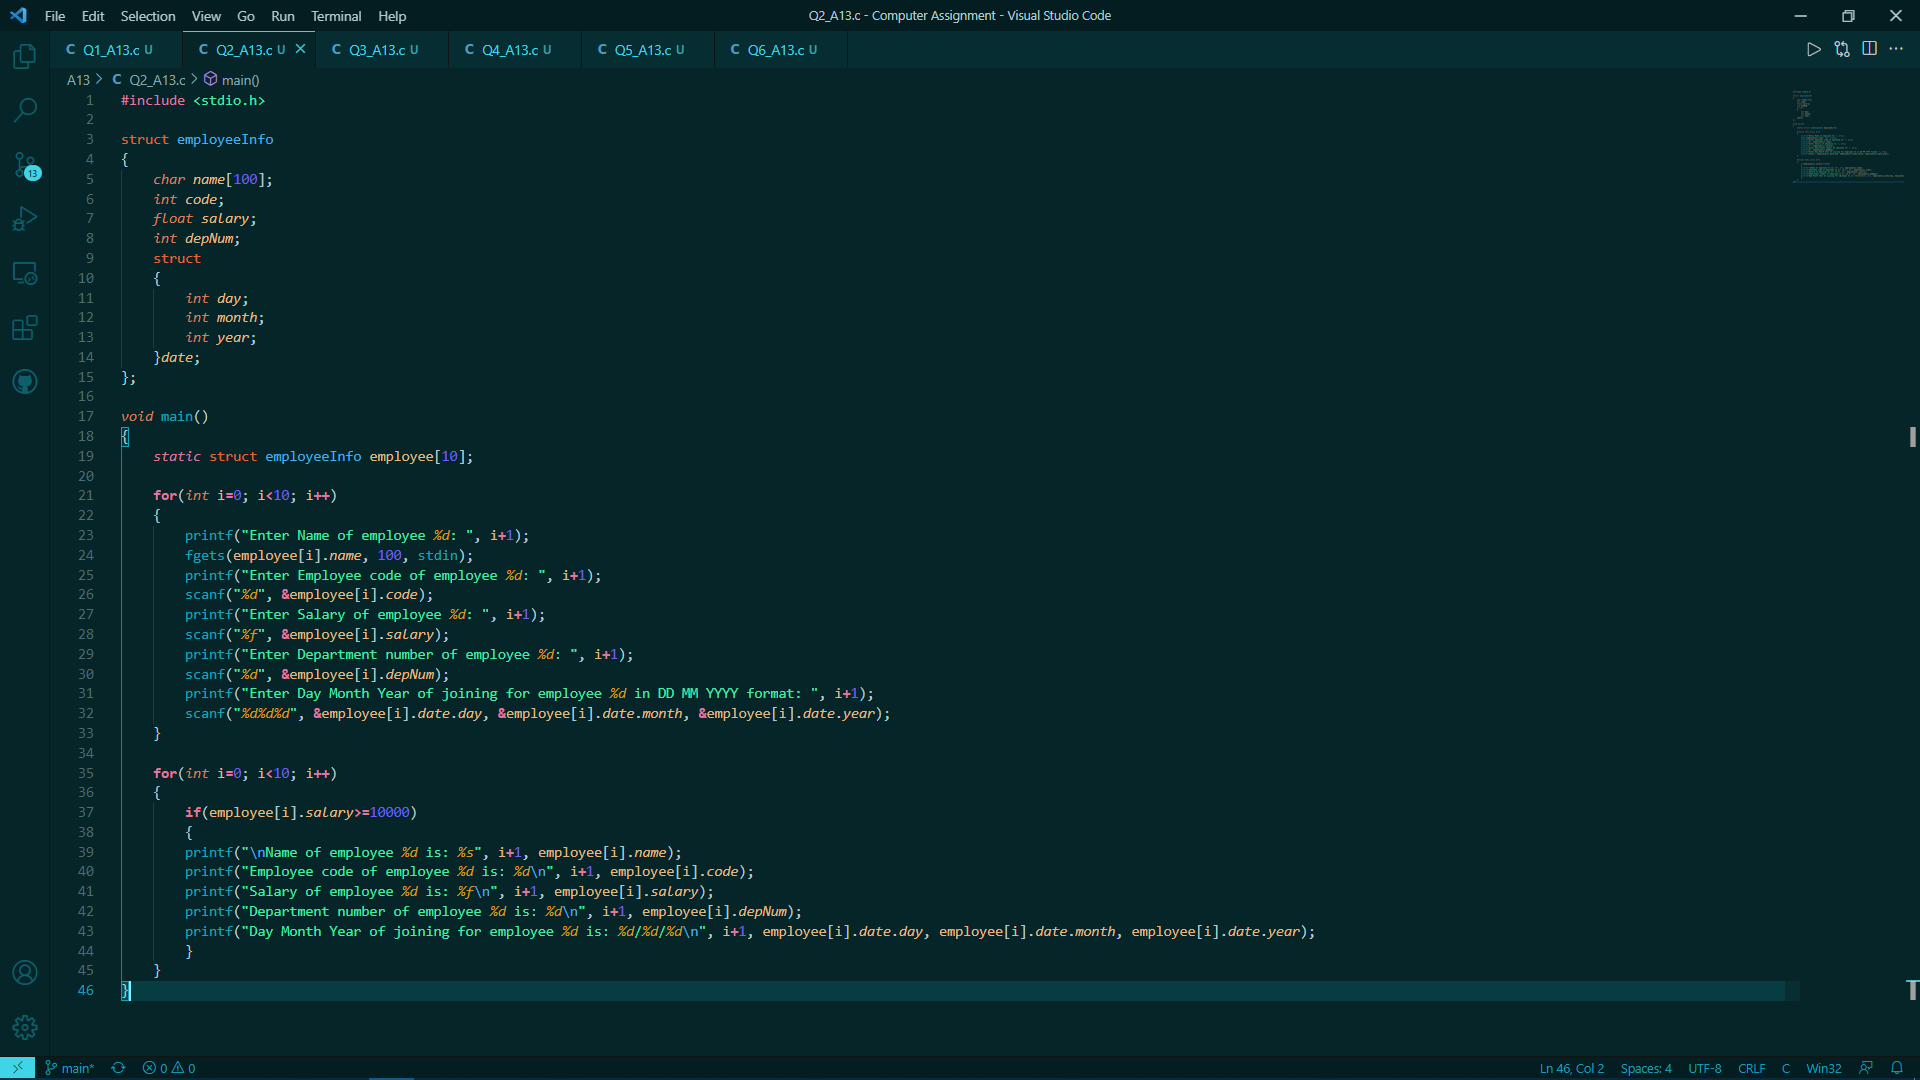 File Edit Selection View Go Run Terminal Help
Q2_A13.c - Computer Assignment - Visual Studio Code
C Q1_A13.c U C Q2_A13.c U C Q3_A13.c U C Q4_A13.c U C Q5_A13.c U C Q6_A13.c U
A13 > C Q2_A13.c > main()
1 #include <stdio.h>
2
3 struct employeeInfo
4 {
5     char name[100];
6     int code;
7     float salary;
8     int depNum;
9     struct
10     {
11         int day;
12         int month;
13         int year;
14     }date;
15 };
16
17 void main()
18 {
19     static struct employeeInfo employee[10];
20
21     for(int i=0; i<10; i++)
22     {
23         printf("Enter Name of employee %d: ", i+1);
24         fgets(employee[i].name, 100, stdin);
25         printf("Enter Employee code of employee %d: ", i+1);
26         scanf("%d", &employee[i].code);
27         printf("Enter Salary of employee %d: ", i+1);
28         scanf("%f", &employee[i].salary);
29         printf("Enter Department number of employee %d: ", i+1);
30         scanf("%d", &employee[i].depNum);
31         printf("Enter Day Month Year of joining for employee %d in DD MM YYYY format: ", i+1);
32         scanf("%d%d%d", &employee[i].date.day, &employee[i].date.month, &employee[i].date.year);
33     }
34
35     for(int i=0; i<10; i++)
36     {
37         if(employee[i].salary>=10000)
38         {
39         printf("\nName of employee %d is: %s", i+1, employee[i].name);
40         printf("Employee code of employee %d is: %d\n", i+1, employee[i].code);
41         printf("Salary of employee %d is: %f\n", i+1, employee[i].salary);
42         printf("Department number of employee %d is: %d\n", i+1, employee[i].depNum);
43         printf("Day Month Year of joining for employee %d is: %d/%d/%d\n", i+1, employee[i].date.day, employee[i].date.month, employee[i].date.year);
44         }
45     }
46 }
13
main* 0 0 Ln 46, Col 2 Spaces: 4 UTF-8 CRLF C Win32